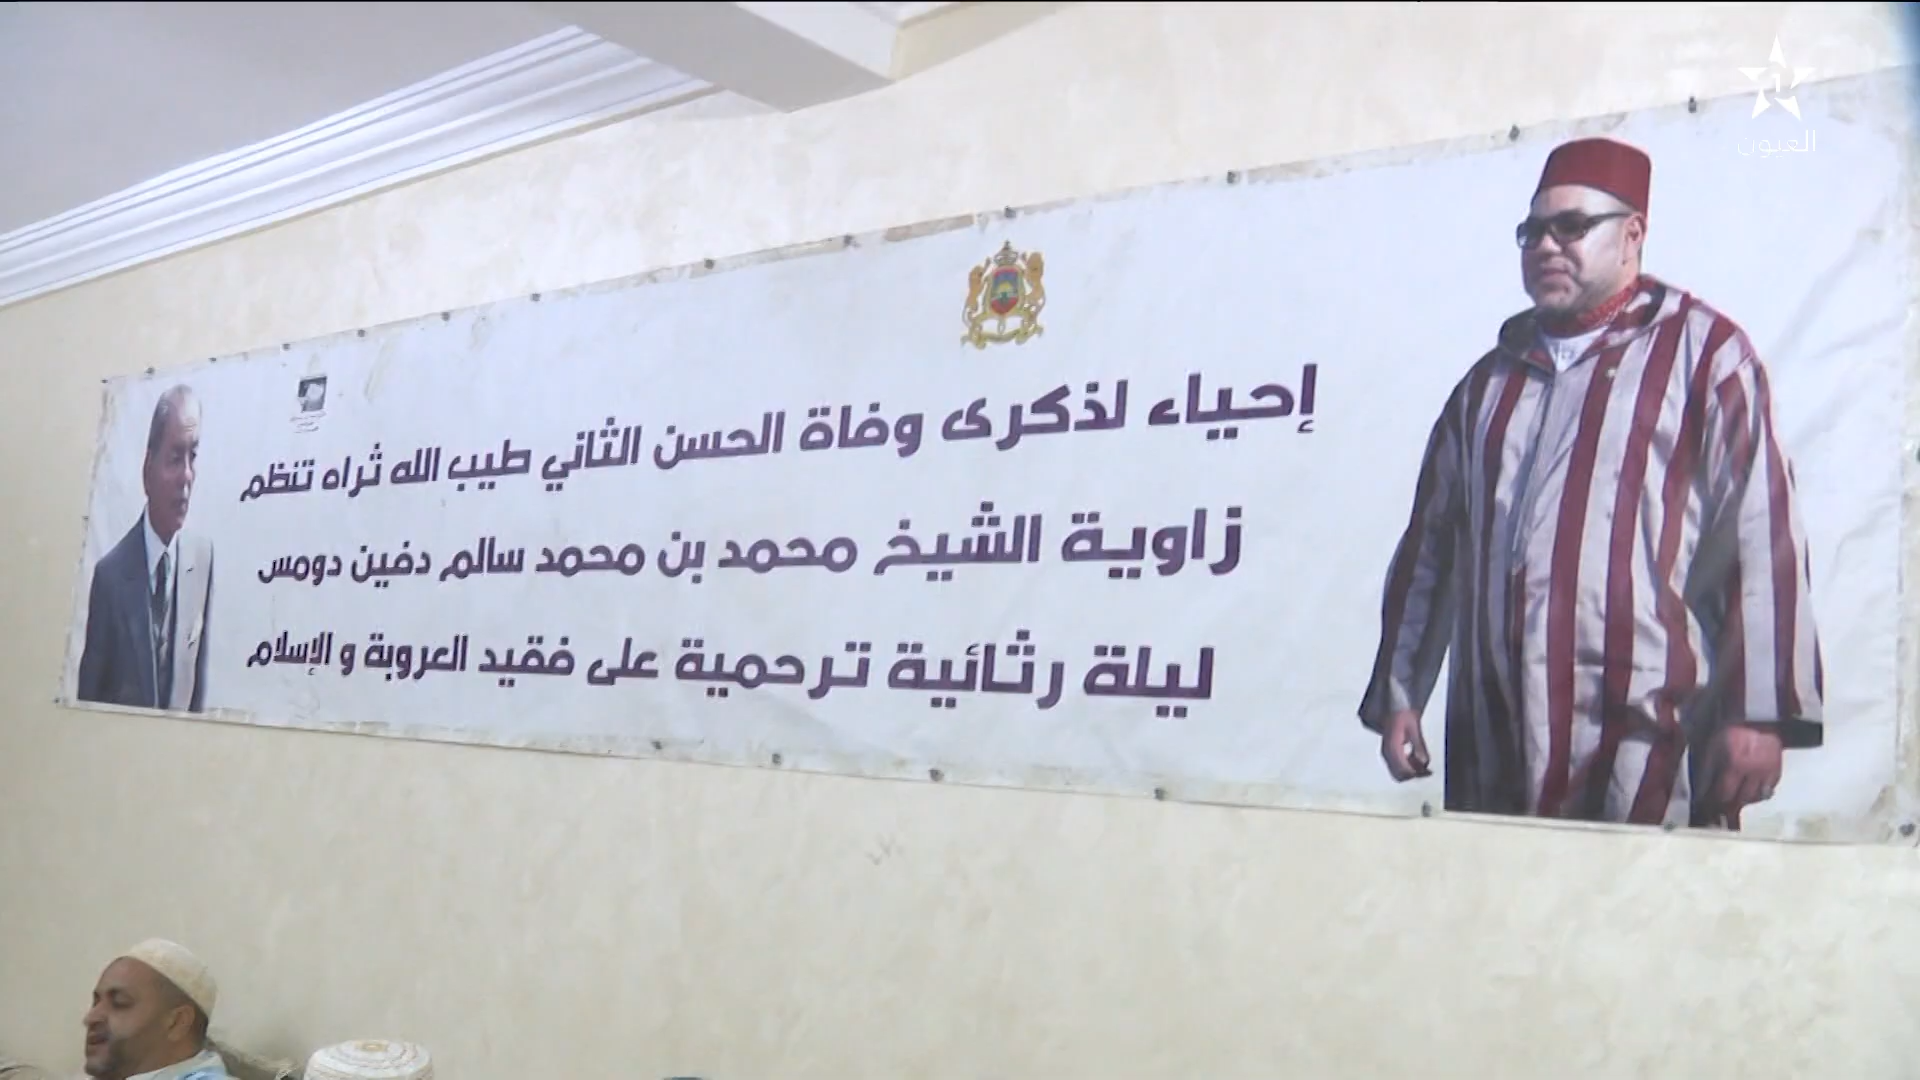 العيون
إحياء لذكرى وفاة الحسن الثاني طيب الله ثراه تنظم
زاوية الشيخ محمد بن محمد سالم دفين دومس
ليلة رثائية ترحمية على فقيد العروبة و الإسلام